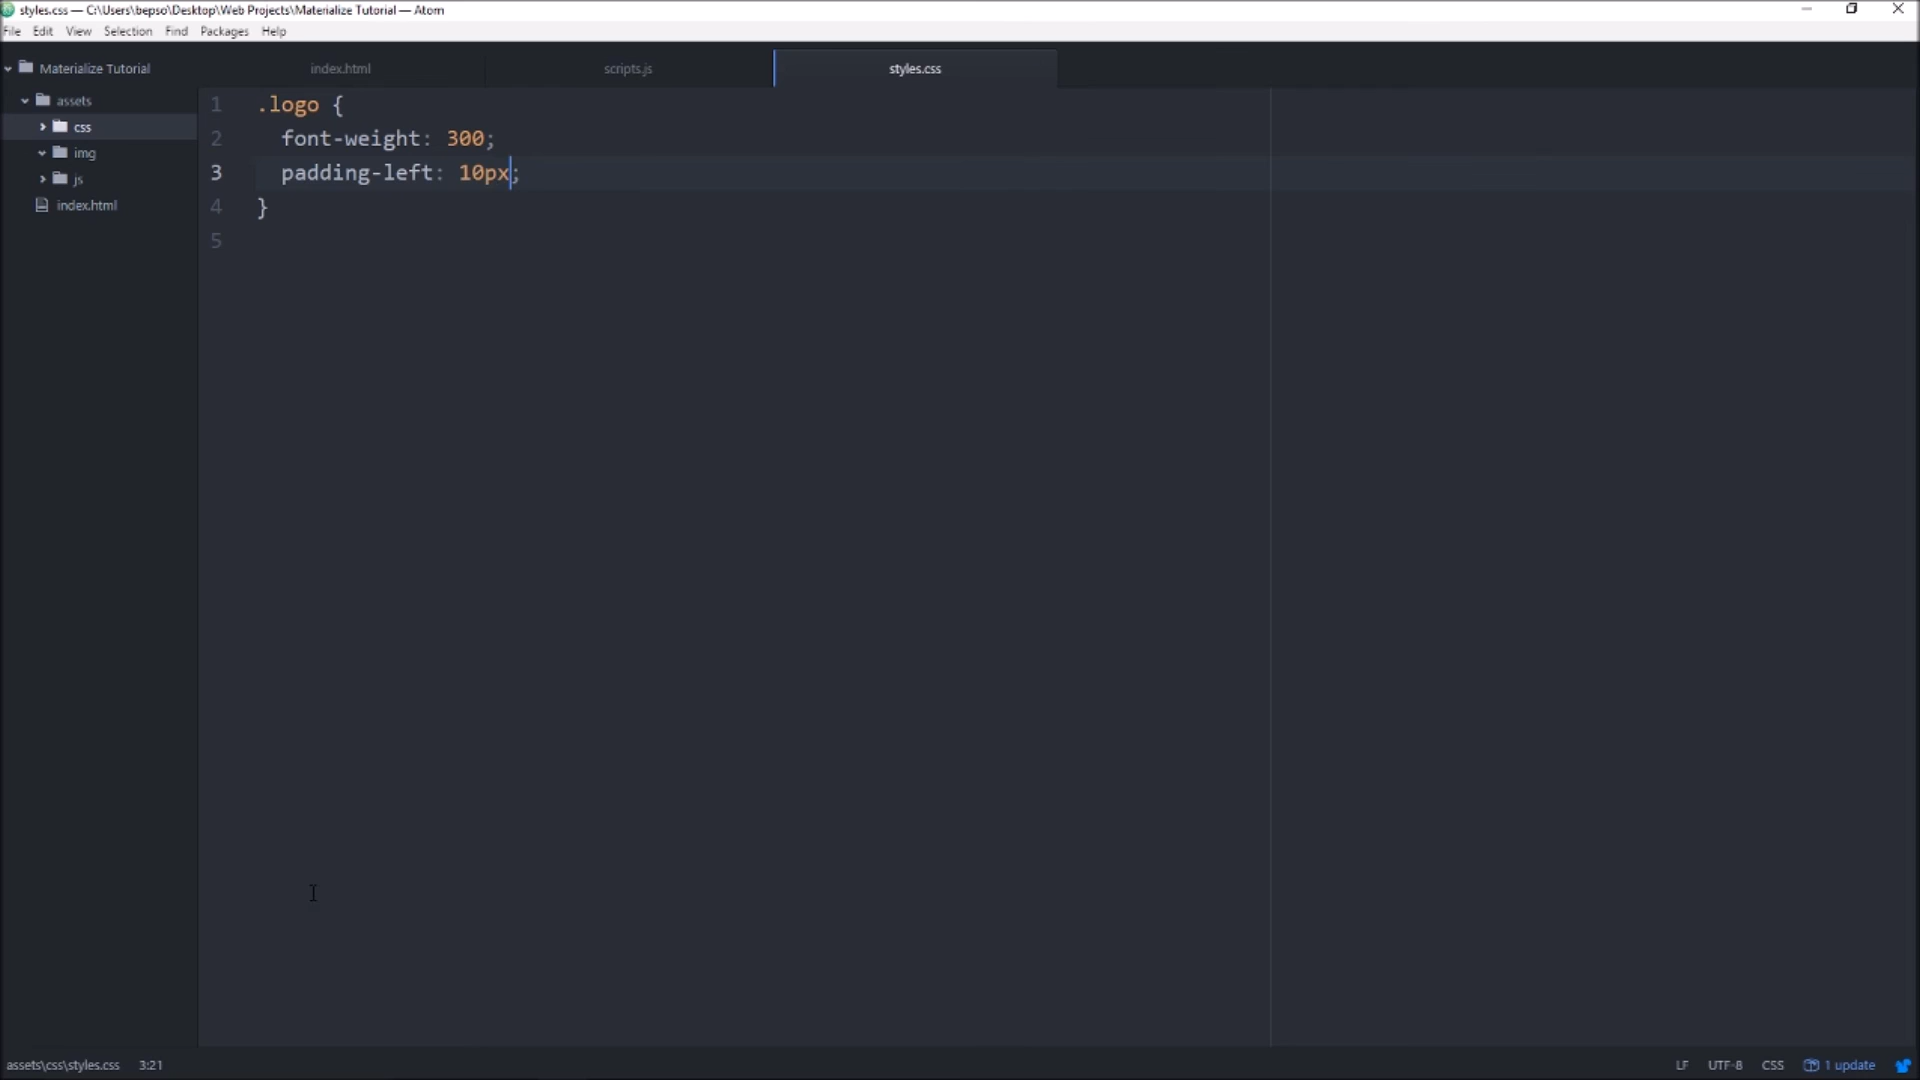 styles.css — C:\Users\bepso\Desktop\Web Projects\Materialize Tutorial — Atom
File Edit View Selection Find Packages Help
Materialize Tutorial
assets
css
img
js
index.html
index.html scripts.js styles.css
1 .logo {
2 font-weight: 300;
3 padding-left: 10px;
4 }
5
assets\css\styles.css 3:21 LF UTF-8 CSS 1 update